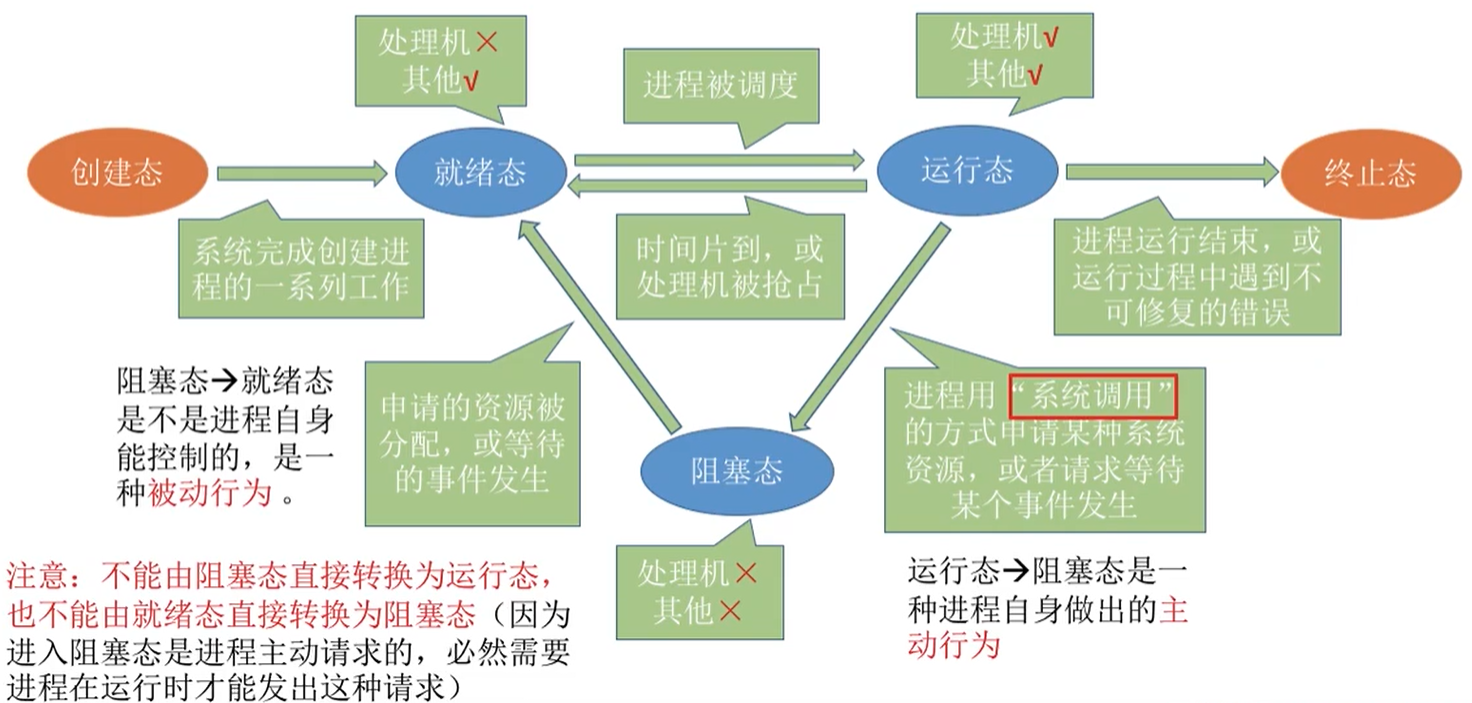 处理机×
其他√
进程被调度
处理机√
其他√
创建态
就绪态
运行态
终止态
系统完成创建进
程的一系列工作
时间片到，或
处理机被抢占
进程运行结束，或
运行过程中遇到不
可修复的错误
阻塞态→就绪态
是不是进程自身
能控制的，是一
种被动行为。
申请的资源被
分配，或等待
的事件发生
阻塞态
进程用“系统调用”
的方式申请某种系统
资源，或者请求等待
某个事件发生
处理机×
其他×
注意：不能由阻塞态直接转换为运行态，
也不能由就绪态直接转换为阻塞态（因为
进入阻塞态是进程主动请求的，必然需要
进程在运行时才能发出这种请求）
运行态→阻塞态是一
种进程自身做出的主
动行为